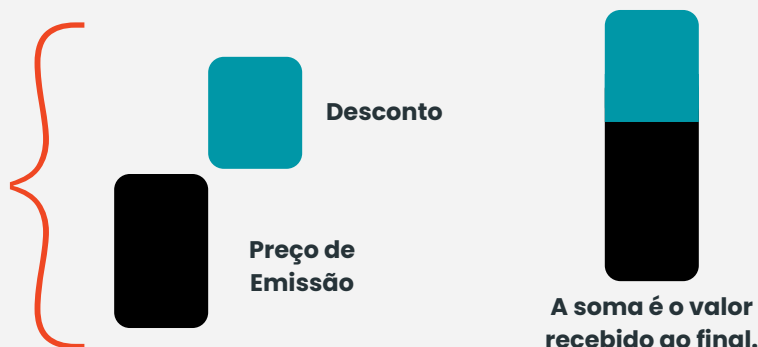 Desconto
Preço de
Emissão
A soma é o valor
recebido ao final.